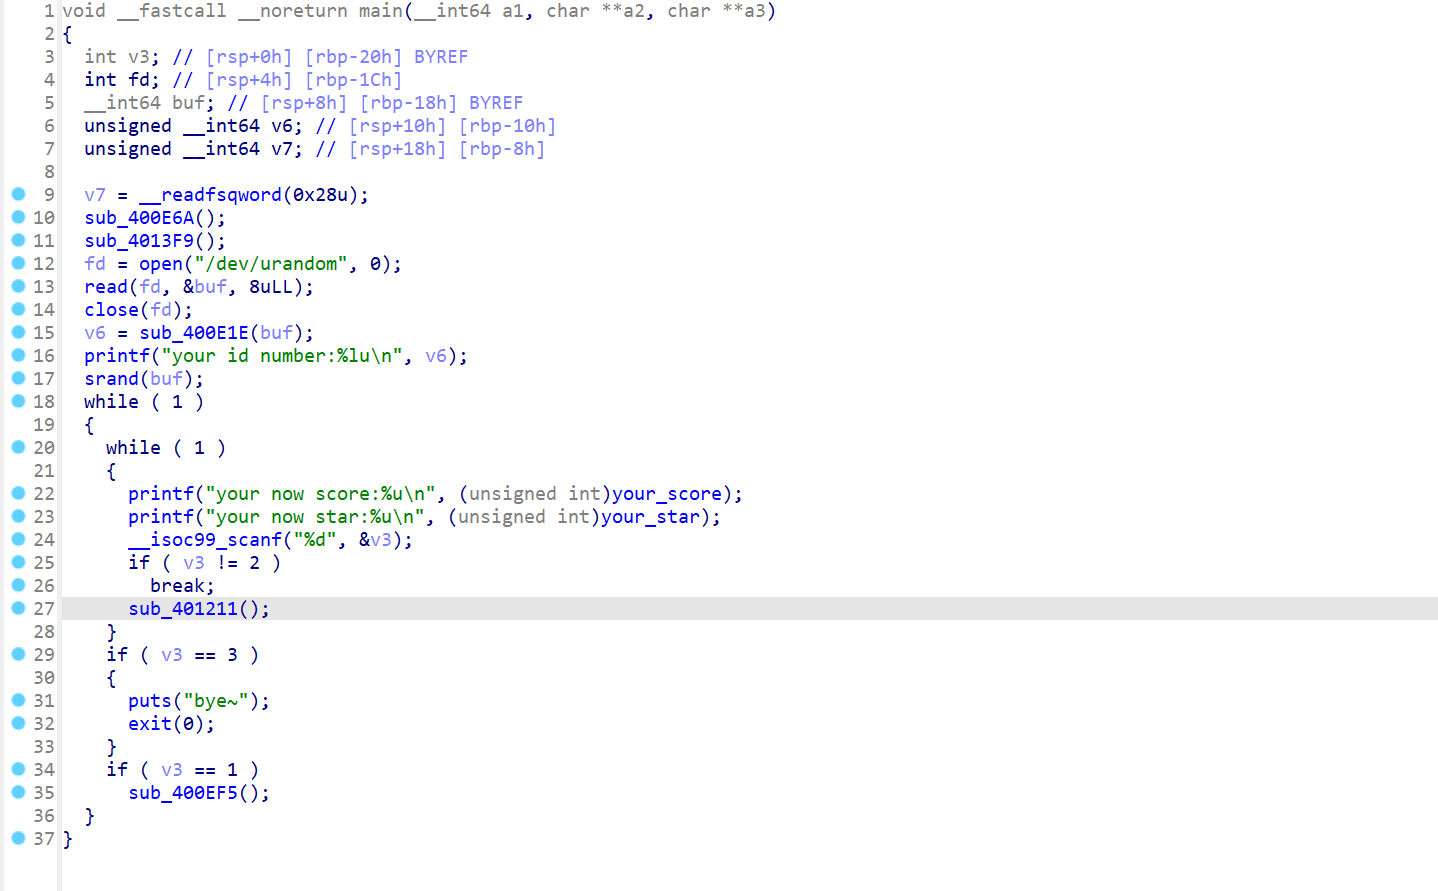 1 void __fastcall __noreturn main(__int64 a1, char **a2, char **a3)
2 {
3   int v3; // [rsp+0h] [rbp-20h] BYREF
4   int fd; // [rsp+4h] [rbp-1Ch]
5   __int64 buf; // [rsp+8h] [rbp-18h] BYREF
6   unsigned __int64 v6; // [rsp+10h] [rbp-10h]
7   unsigned __int64 v7; // [rsp+18h] [rbp-8h]
8
9   v7 = __readfsqword(0x28u);
10   sub_400E6A();
11   sub_4013F9();
12   fd = open("/dev/urandom", 0);
13   read(fd, &buf, 8uLL);
14   close(fd);
15   v6 = sub_400E1E(buf);
16   printf("your id number:%lu\n", v6);
17   srand(buf);
18   while ( 1 )
19   {
20     while ( 1 )
21     {
22       printf("your now score:%u\n", (unsigned int)your_score);
23       printf("your now star:%u\n", (unsigned int)your_star);
24       __isoc99_scanf("%d", &v3);
25       if ( v3 != 2 )
26         break;
27       sub_401211();
28     }
29     if ( v3 == 3 )
30     {
31       puts("bye~");
32       exit(0);
33     }
34     if ( v3 == 1 )
35       sub_400EF5();
36   }
37 }